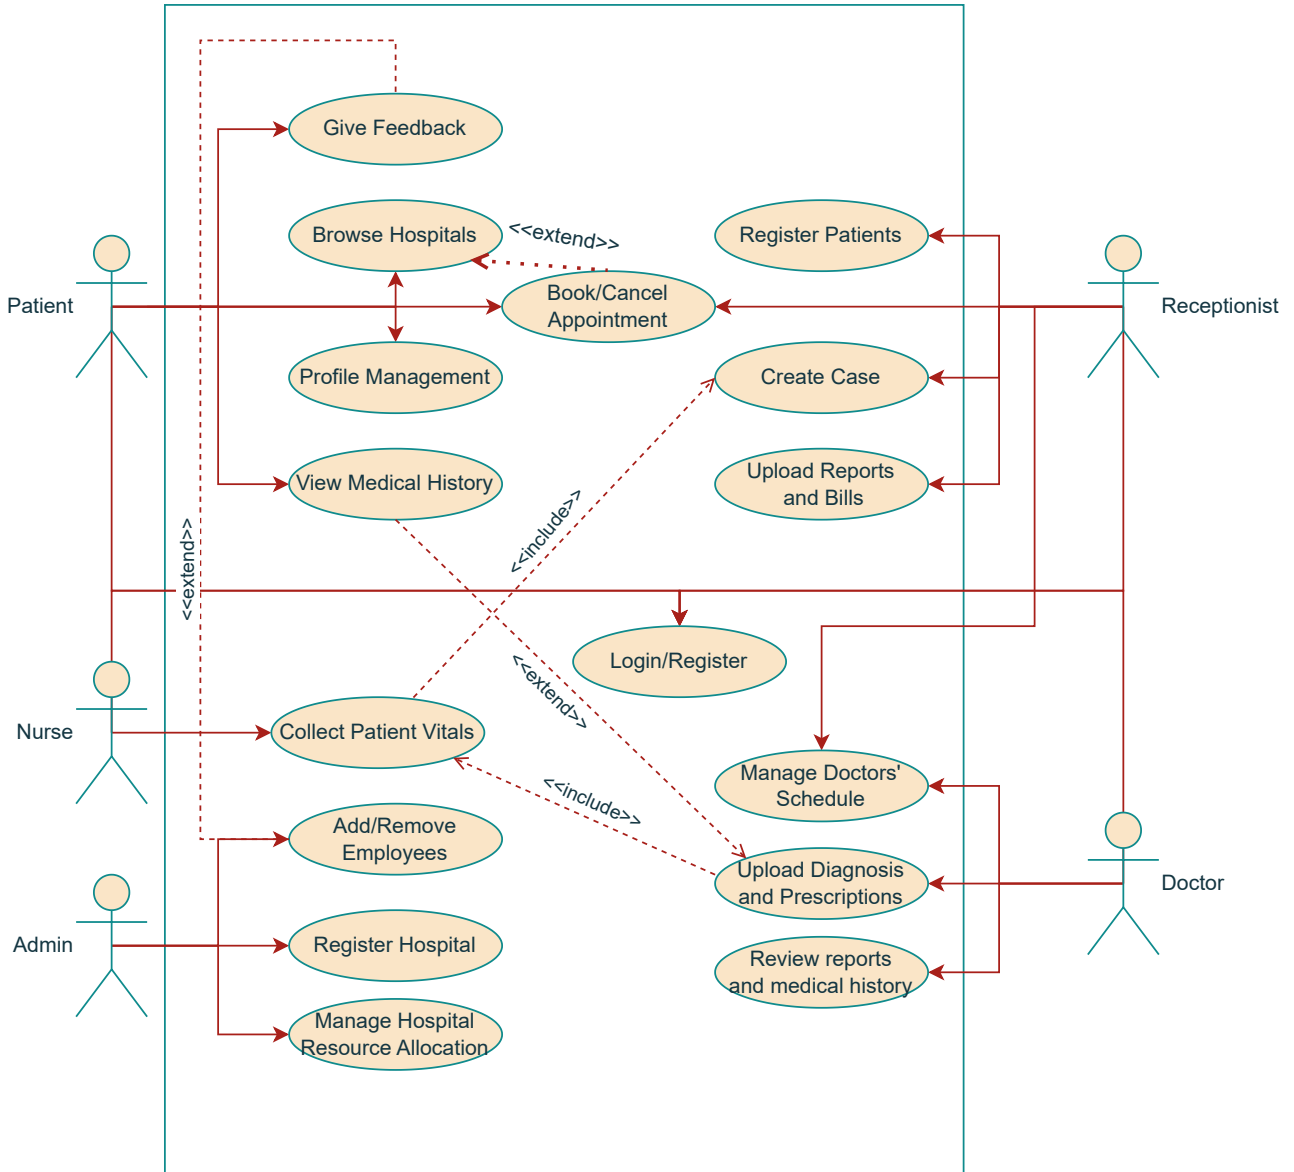 Give Feedback
Browse Hospitals
<<extend>>
Register Patients
Patient
Book/Cancel
Appointment
Receptionist
Profile Management
Create Case
View Medical History
Upload Reports
and Bills
<<include>>
<<extend>>
Login/Register
<<extend>>
Nurse
Collect Patient Vitals
Manage Doctors'
Schedule
<<include>>
Add/Remove
Employees
Upload Diagnosis
and Prescriptions
Doctor
Admin
Register Hospital
Review reports
and medical history
Manage Hospital
Resource Allocation